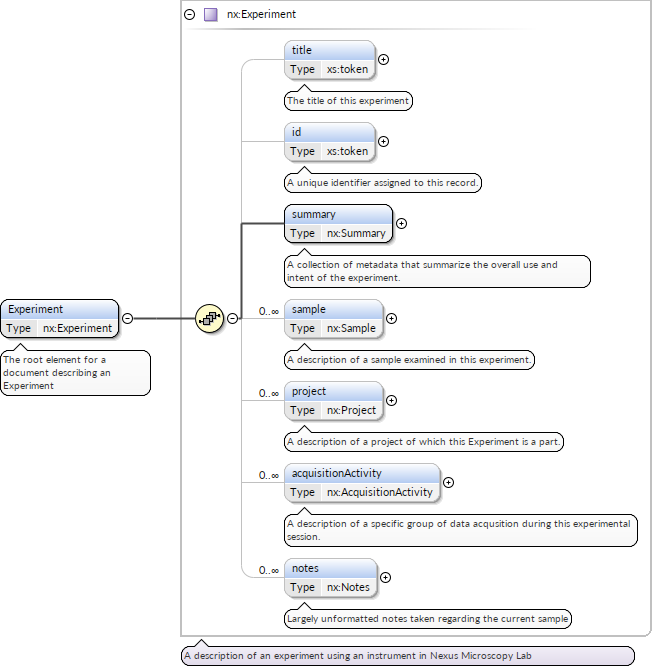 nx:Experiment
title
Type xs:token
The title of this experiment
id
Type xs:token
A unique identifier assigned to this record.
summary
Type nx:Summary
A collection of metadata that summarize the overall use and
intent of the experiment.
Experiment
Type nx:Experiment
The root element for a
document describing an
Experiment
0..∞
sample
Type nx:Sample
A description of a sample examined in this experiment.
0..∞
project
Type nx:Project
A description of a project of which this Experiment is a part.
0..∞
acquisitionActivity
Type nx:AcquisitionActivity
A description of a specific group of data acqusition during this experimental
session.
0..∞
notes
Type nx:Notes
Largely unformatted notes taken regarding the current sample
A description of an experiment using an instrument in Nexus Microscopy Lab